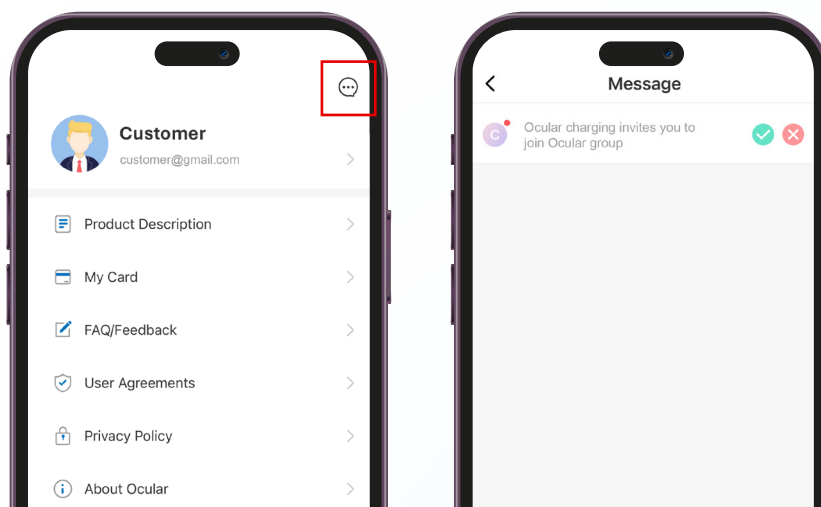 Customer
customer@gmail.com
Product Description
My Card
FAQ/Feedback
User Agreements
Privacy Policy
About Ocular
Message
C
Ocular charging invites you to
join Ocular group